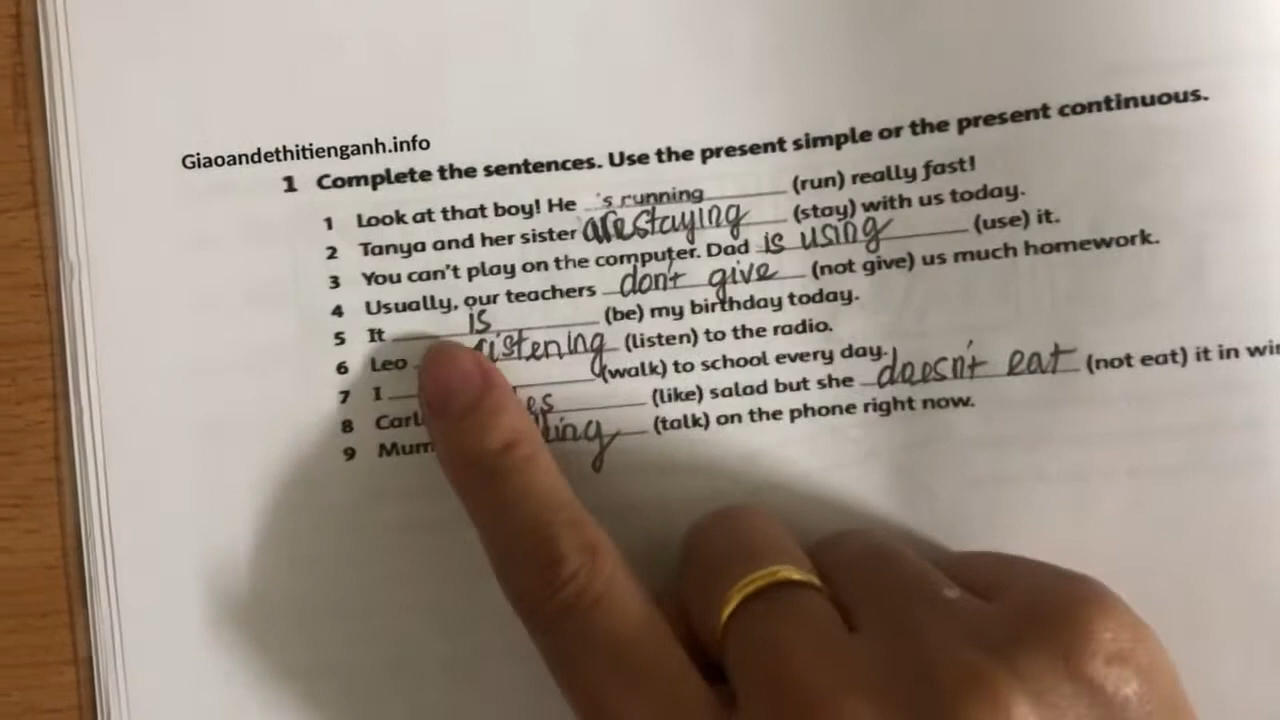 Giaoandethitienganh.info
1 Complete the sentences. Use the present simple or the present continuous.
1 Look at that boy! He 's running (run) really fast!
2 Tanya and her sister are staying (stay) with us today.
3 You can't play on the computer. Dad is using (use) it.
4 Usually, our teachers don't give (not give) us much homework.
5 It is (be) my birthday today.
6 Leo listening (listen) to the radio.
7 I (walk) to school every day.
8 (like) salad but she doesn't eat (not eat) it in
9 Mum (talk) on the phone right now.